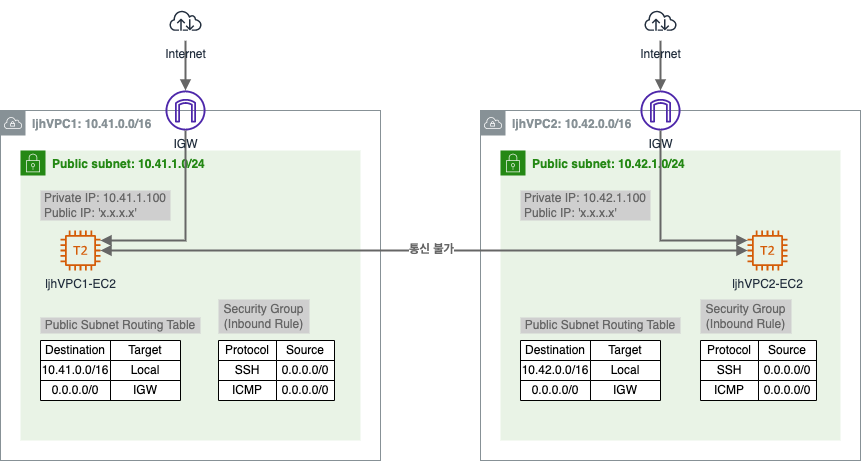 Internet
IGW
ljhVPC1: 10.41.0.0/16
Public subnet: 10.41.1.0/24
Private IP: 10.41.1.100
Public IP: 'x.x.x.x'
T2
ljhVPC1-EC2
Public Subnet Routing Table
Destination Target
10.41.0.0/16 Local
0.0.0.0/0 IGW
Security Group
(Inbound Rule)
Protocol Source
SSH 0.0.0.0/0
ICMP 0.0.0.0/0
통신 불가
Internet
IGW
ljhVPC2: 10.42.0.0/16
Public subnet: 10.42.1.0/24
Private IP: 10.42.1.100
Public IP: 'x.x.x.x'
T2
ljhVPC2-EC2
Public Subnet Routing Table
Destination Target
10.42.0.0/16 Local
0.0.0.0/0 IGW
Security Group
(Inbound Rule)
Protocol Source
SSH 0.0.0.0/0
ICMP 0.0.0.0/0